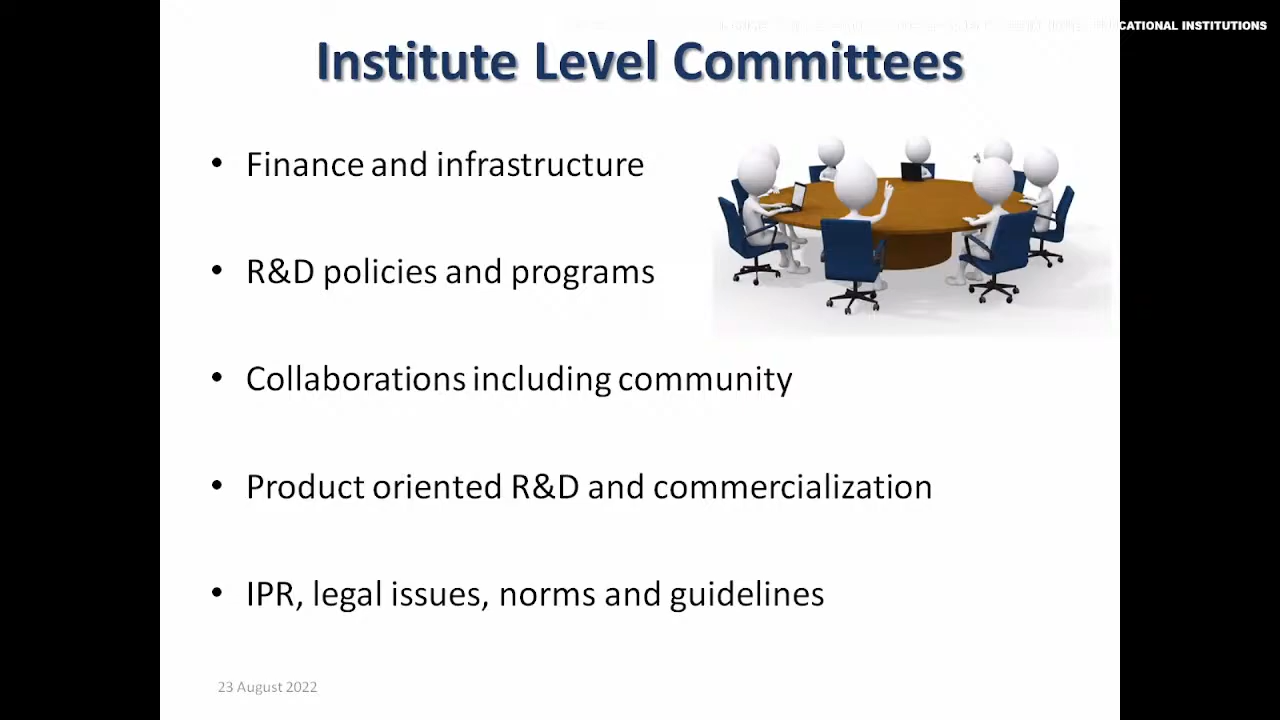 CATIONAL INSTITUTIONS
Institute Level Committees
• Finance and infrastructure
• R&D policies and programs
• Collaborations including community
• Product oriented R&D and commercialization
• IPR, legal issues, norms and guidelines
23 August 2022